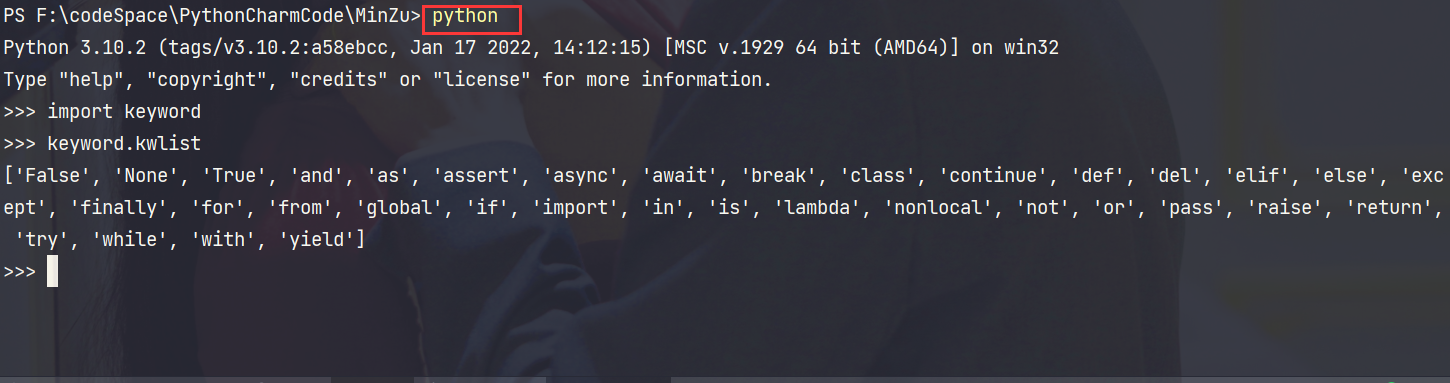 PS F:\codeSpace\PythonCharmCode\MinZu> python
Python 3.10.2 (tags/v3.10.2:a58ebcc, Jan 17 2022, 14:12:15) [MSC v.1929 64 bit (AMD64)] on win32
Type "help", "copyright", "credits" or "license" for more information.
>>> import keyword
>>> keyword.kwlist
['False', 'None', 'True', 'and', 'as', 'assert', 'async', 'await', 'break', 'class', 'continue', 'def', 'del', 'elif', 'else', 'exc
ept', 'finally', 'for', 'from', 'global', 'if', 'import', 'in', 'is', 'lambda', 'nonlocal', 'not', 'or', 'pass', 'raise', 'return',
 'try', 'while', 'with', 'yield']
>>>